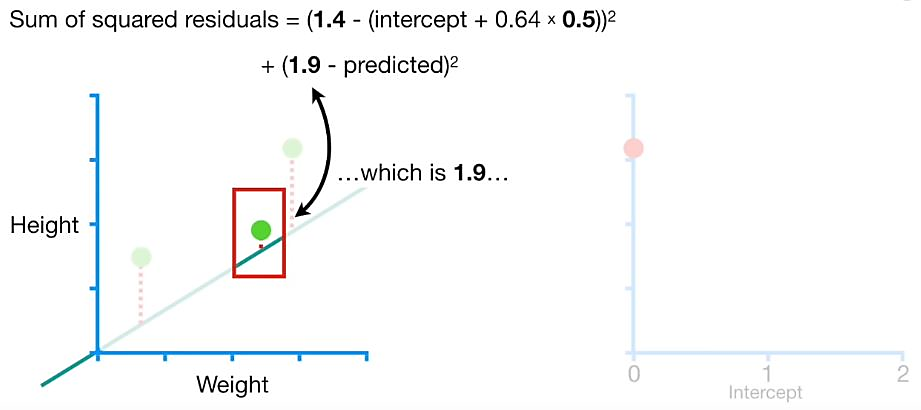 Sum of squared residuals = (1.4 - (intercept + 0.64 × 0.5))²
+ (1.9 - predicted)²
…which is 1.9…
Height
Weight
0 1 2
Intercept